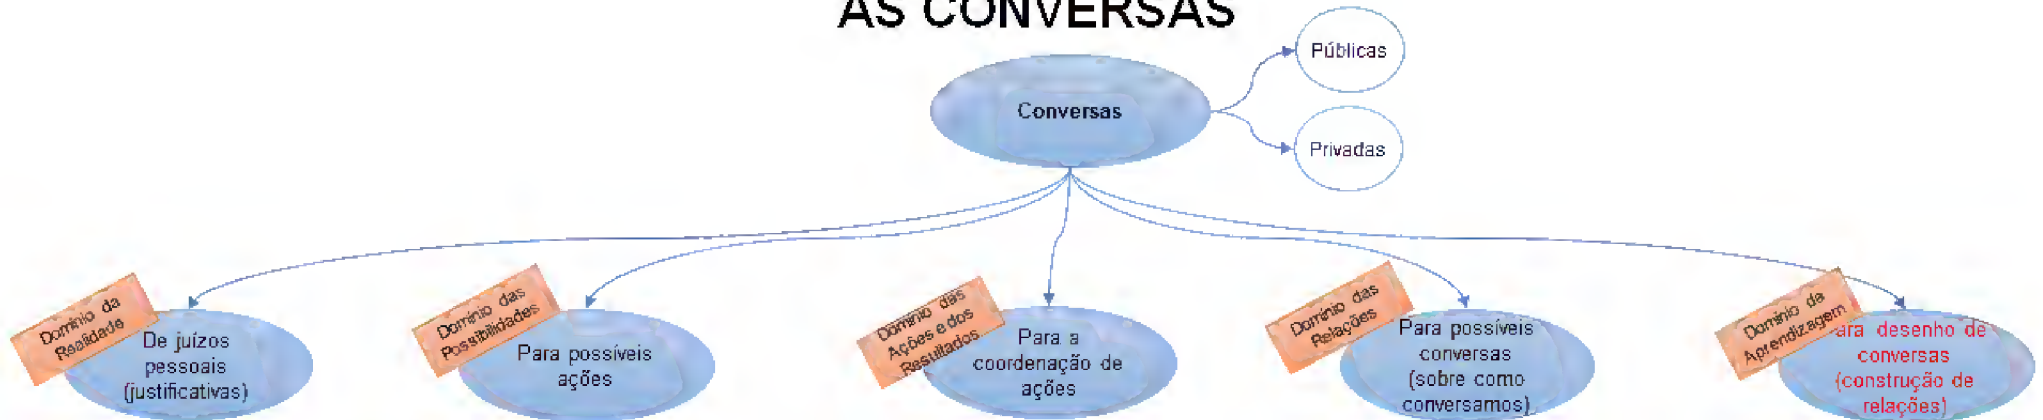 AS CONVERSAS
Públicas
Conversas
Privadas
Domínio da
Realidade
De juízos
pessoais
(justificativas)
Domínio das
Possibilidades
Para possíveis
ações
Domínio das
Ações e dos
Resultados
Para a
coordenação de
ações
Domínio das
Relações
Para possíveis
conversas
(sobre como
conversamos)
Domínio da
Aprendizagem
ara desenho de
conversas
(construção de
relações)